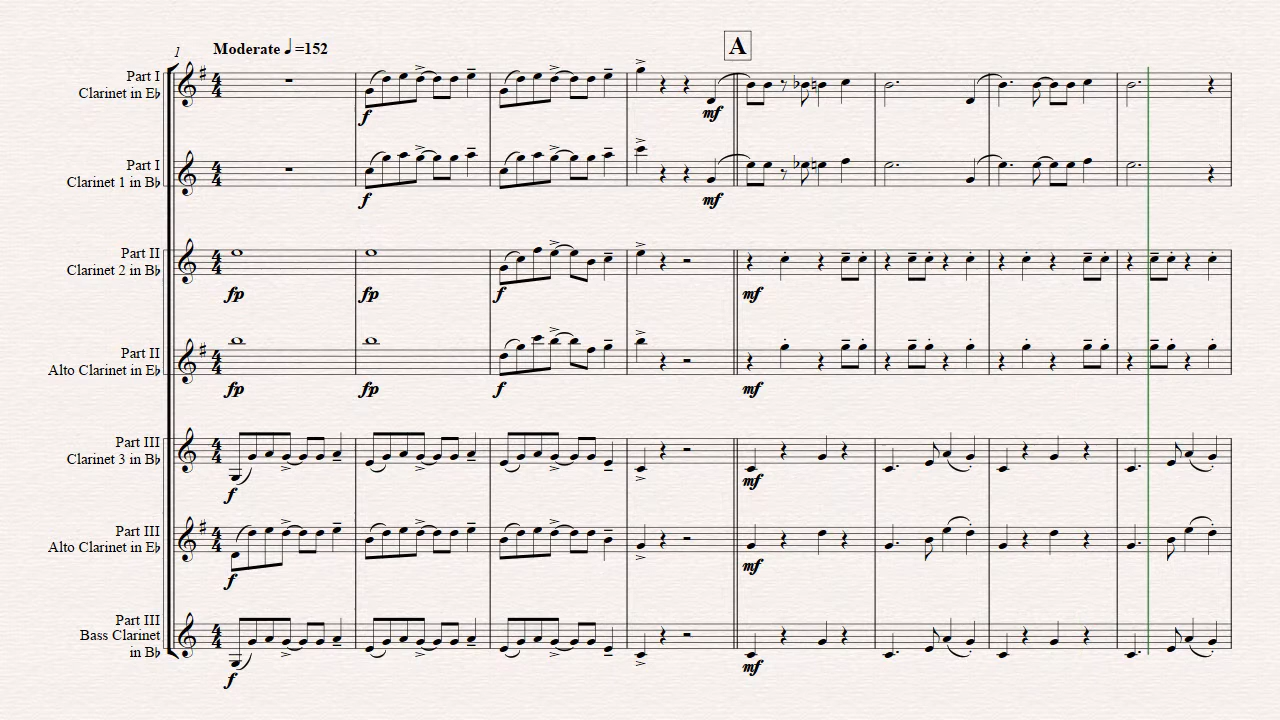 1
Moderate ♩=152
A
Part I
Clarinet in E♭
f
mf
Part I
Clarinet 1 in B♭
f
mf
Part II
Clarinet 2 in B♭
fp
fp
f
mf
Part II
Alto Clarinet in E♭
fp
fp
f
mf
Part III
Clarinet 3 in B♭
f
mf
Part III
Alto Clarinet in E♭
f
mf
Part III
Bass Clarinet
in B♭
f
mf